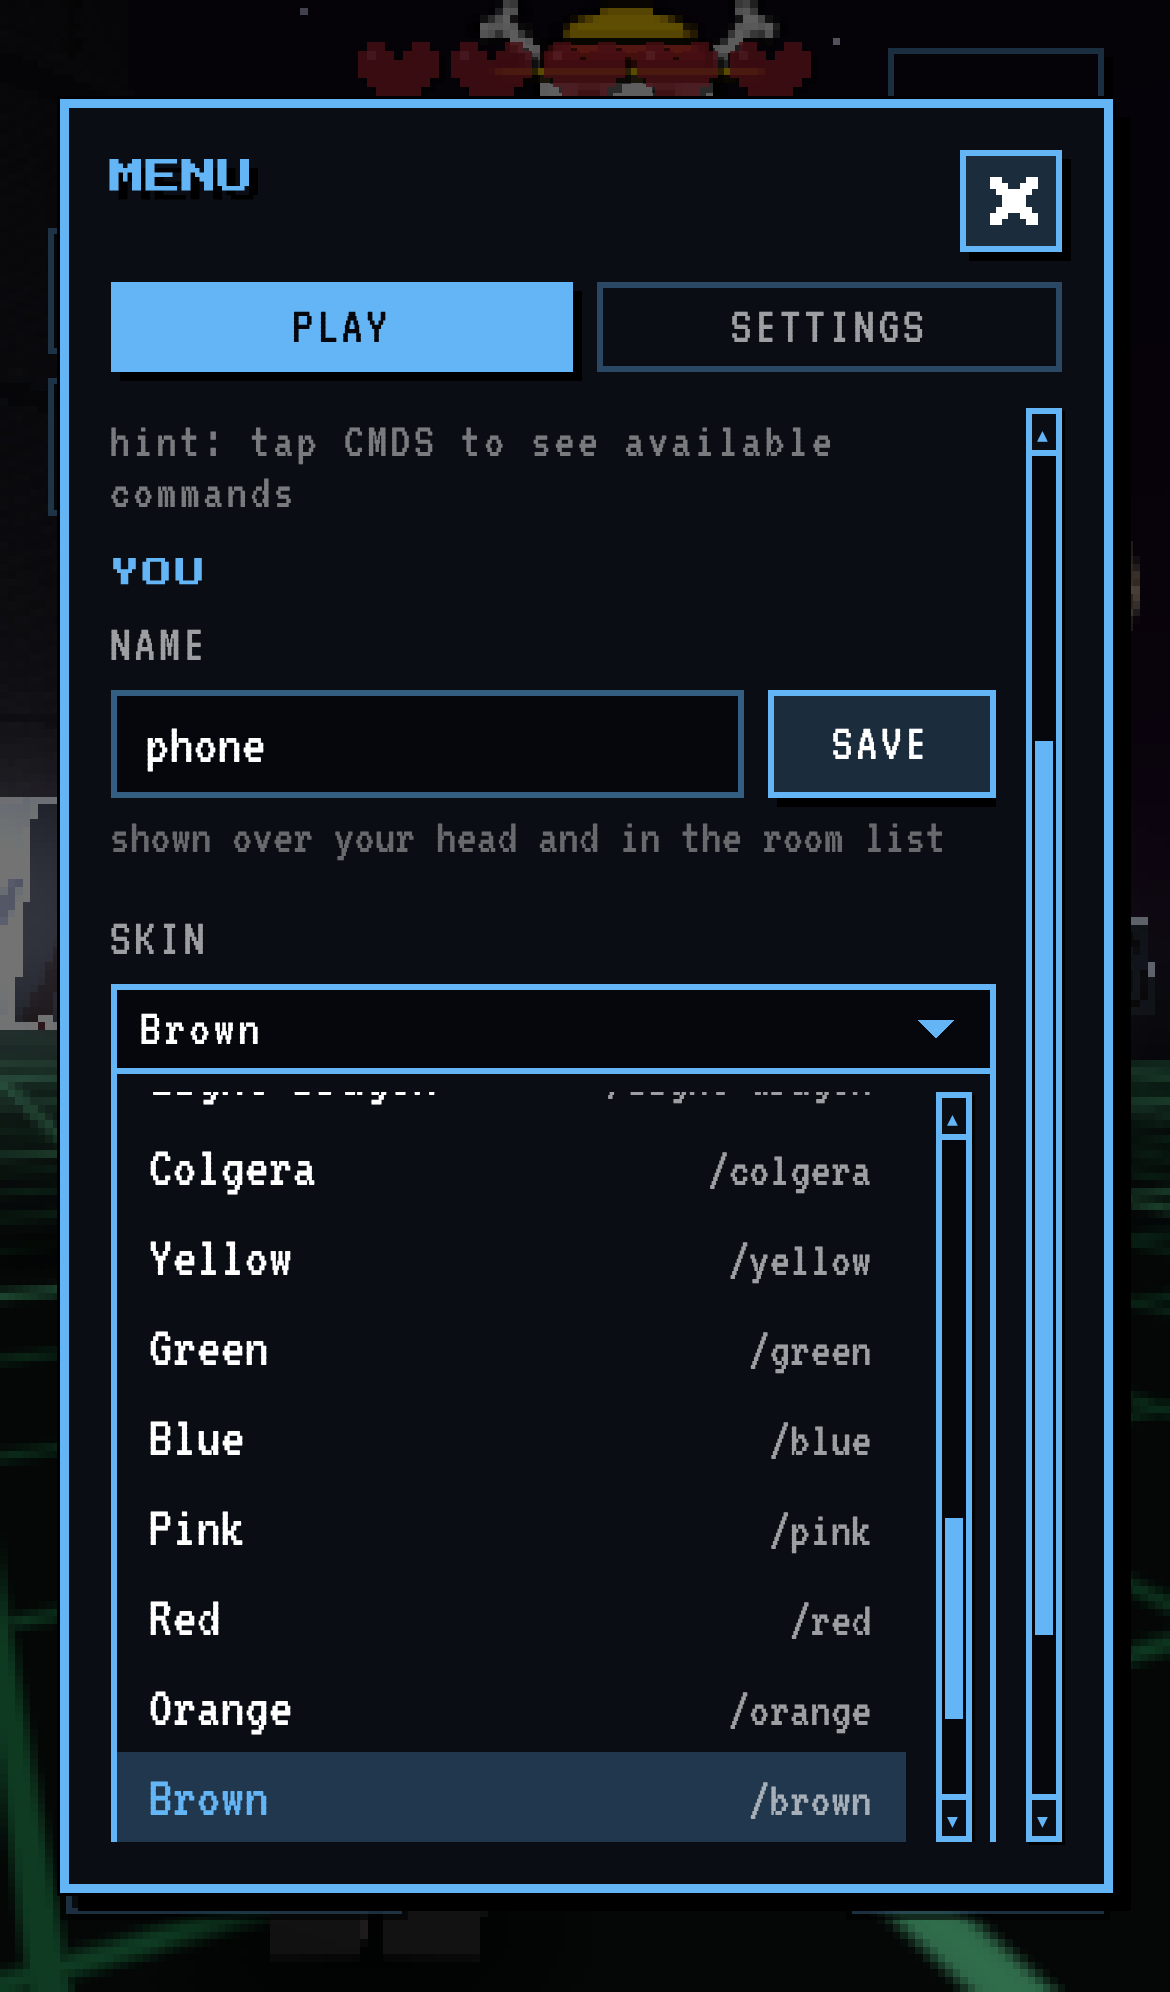 MENU
PLAY
SETTINGS
hint: tap CMDS to see available
commands
YOU
NAME
phone
SAVE
shown over your head and in the room list
SKIN
Brown
Colgera /colgera
Yellow /yellow
Green /green
Blue /blue
Pink /pink
Red /red
Orange /orange
Brown /brown